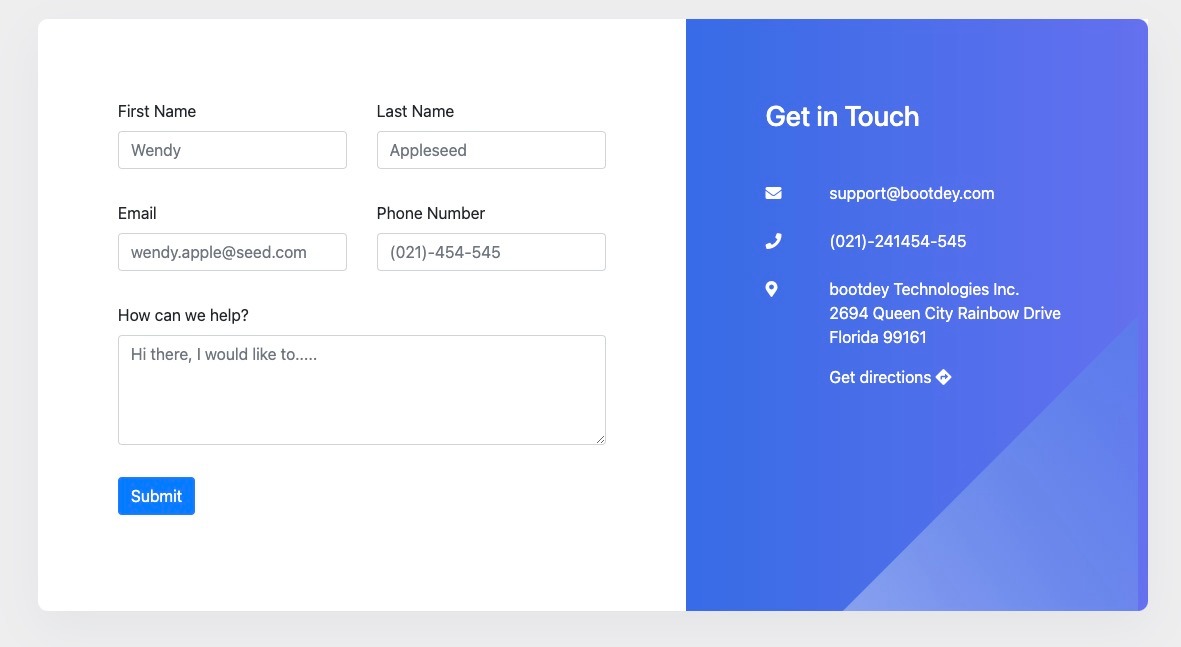 First Name
Last Name
Wendy
Appleseed
Email
Phone Number
wendy.apple@seed.com
(021)-454-545
How can we help?
Hi there, I would like to.....
Submit
Get in Touch
support@bootdey.com
(021)-241454-545
bootdey Technologies Inc.
2694 Queen City Rainbow Drive
Florida 99161
Get directions